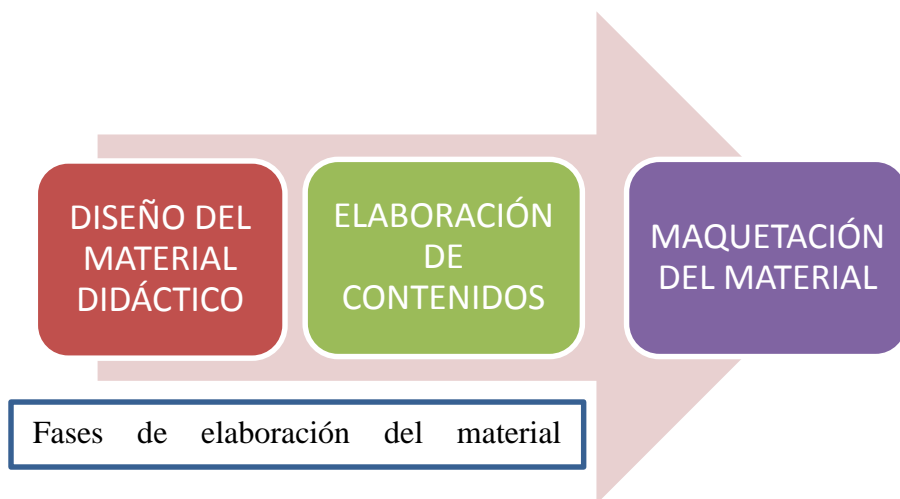 DISEÑO DEL
MATERIAL
DIDÁCTICO
ELABORACIÓN
DE
CONTENIDOS
MAQUETACIÓN
DEL MATERIAL
Fases de elaboración del material